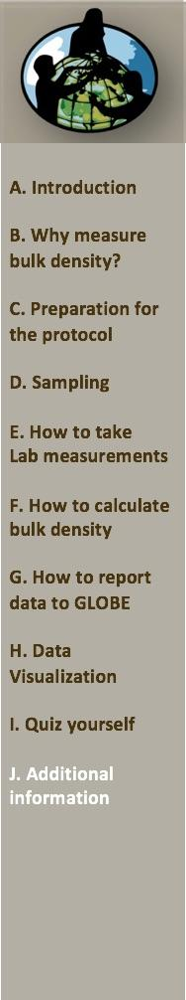 A. Introduction
B. Why measure
bulk density?
C. Preparation for
the protocol
D. Sampling
E. How to take
Lab measurements
F. How to calculate
bulk density
G. How to report
data to GLOBE
H. Data
Visualization
I. Quiz yourself
J. Additional
information